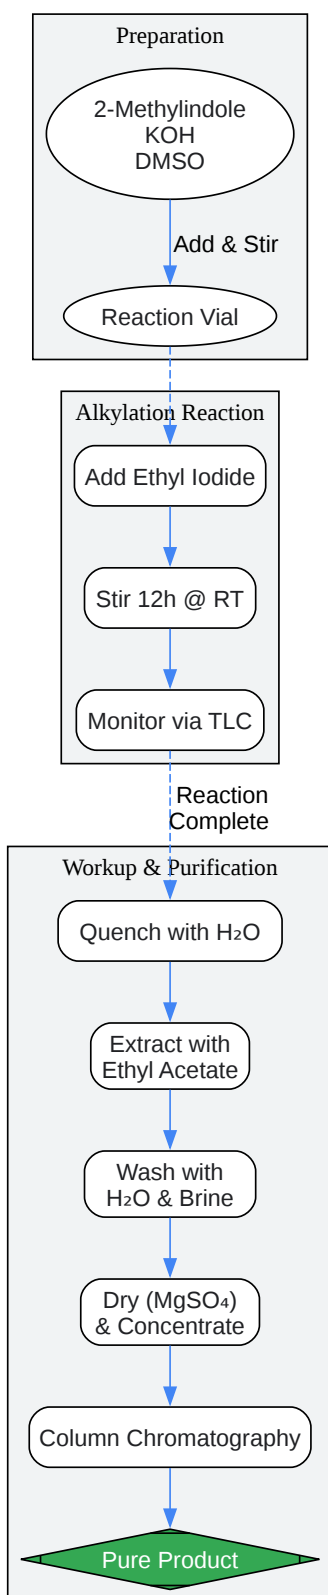 Preparation
2-Methylindole
KOH
DMSO
Add & Stir
Reaction Vial
Alkylation Reaction
Add Ethyl Iodide
Stir 12h @ RT
Monitor via TLC
Reaction
Complete
Workup & Purification
Quench with H₂O
Extract with
Ethyl Acetate
Wash with
H₂O & Brine
Dry (MgSO₄)
& Concentrate
Column Chromatography
Pure Product